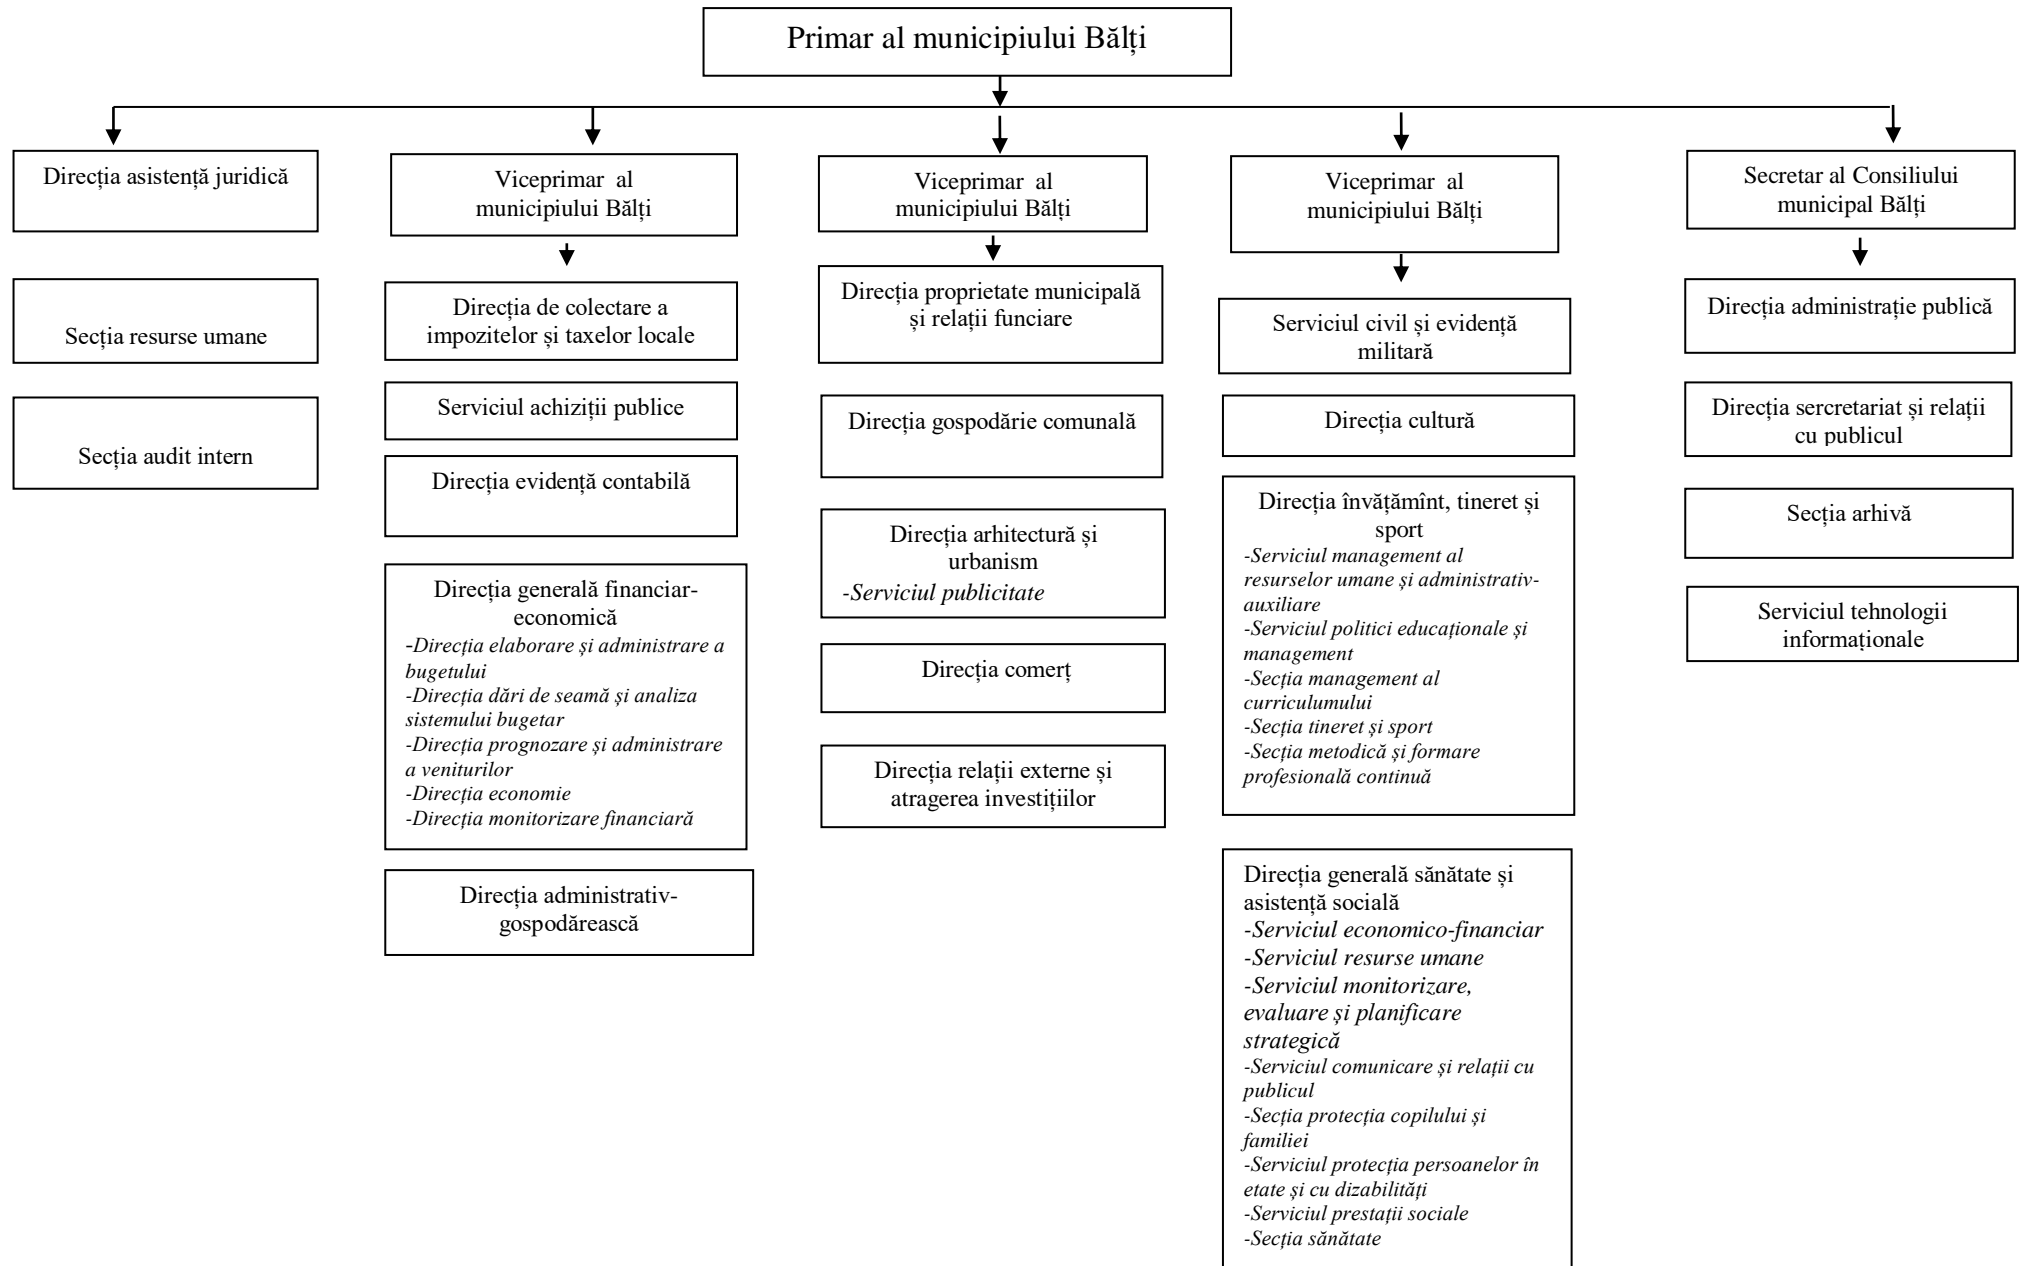 Primar al municipiului Bălți
Direcția asistență juridică
Secția resurse umane
Secția audit intern
Viceprimar al
municipiului Bălți
Direcția de colectare a
impozitelor și taxelor locale
Serviciul achiziții publice
Direcția evidență contabilă
Direcția generală financiar-
economică
-Direcția elaborare și administrare a
bugetului
-Direcția dări de seamă și analiza
sistemului bugetar
-Direcția prognozare și administrare
a veniturilor
-Direcția economie
-Direcția monitorizare financiară
Direcția administrativ-
gospodărească
Viceprimar al
municipiului Bălți
Direcția proprietate municipală
și relații funciare
Direcția gospodărie comunală
Direcția arhitectură și
urbanism
-Serviciul publicitate
Direcția comerț
Direcția relații externe și
atragerea investițiilor
Viceprimar al
municipiului Bălți
Serviciul civil și evidență
militară
Direcția cultură
Direcția învățămînt, tineret și
sport
-Serviciul management al
resurselor umane și administrativ-
auxiliare
-Serviciul politici educaționale și
management
-Secția management al
curriculumului
-Secția tineret și sport
-Secția metodică și formare
profesională continuă
Direcția generală sănătate și
asistență socială
-Serviciul economico-financiar
-Serviciul resurse umane
-Serviciul monitorizare,
evaluare și planificare
strategică
-Serviciul comunicare și relații cu
publicul
-Secția protecția copilului și
familiei
-Serviciul protecția persoanelor în
etate și cu dizabilități
-Serviciul prestații sociale
-Secția sănătate
Secretar al Consiliului
municipal Bălți
Direcția administrație publică
Direcția sercretariat și relații
cu publicul
Secția arhivă
Serviciul tehnologii
informaționale